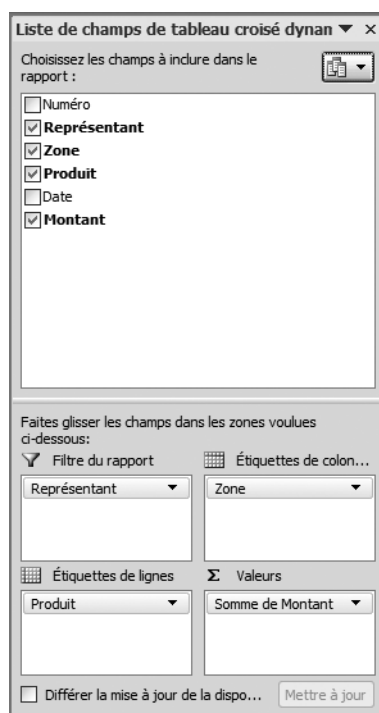 Liste de champs de tableau croisé dynan
Choisissez les champs à inclure dans le
rapport :
Numéro
Représentant
Zone
Produit
Date
Montant
Faites glisser les champs dans les zones voulues
ci-dessous:
Filtre du rapport
Étiquettes de colon...
Représentant
Zone
Étiquettes de lignes
Σ Valeurs
Produit
Somme de Montant
Différer la mise à jour de la dispo...
Mettre à jour